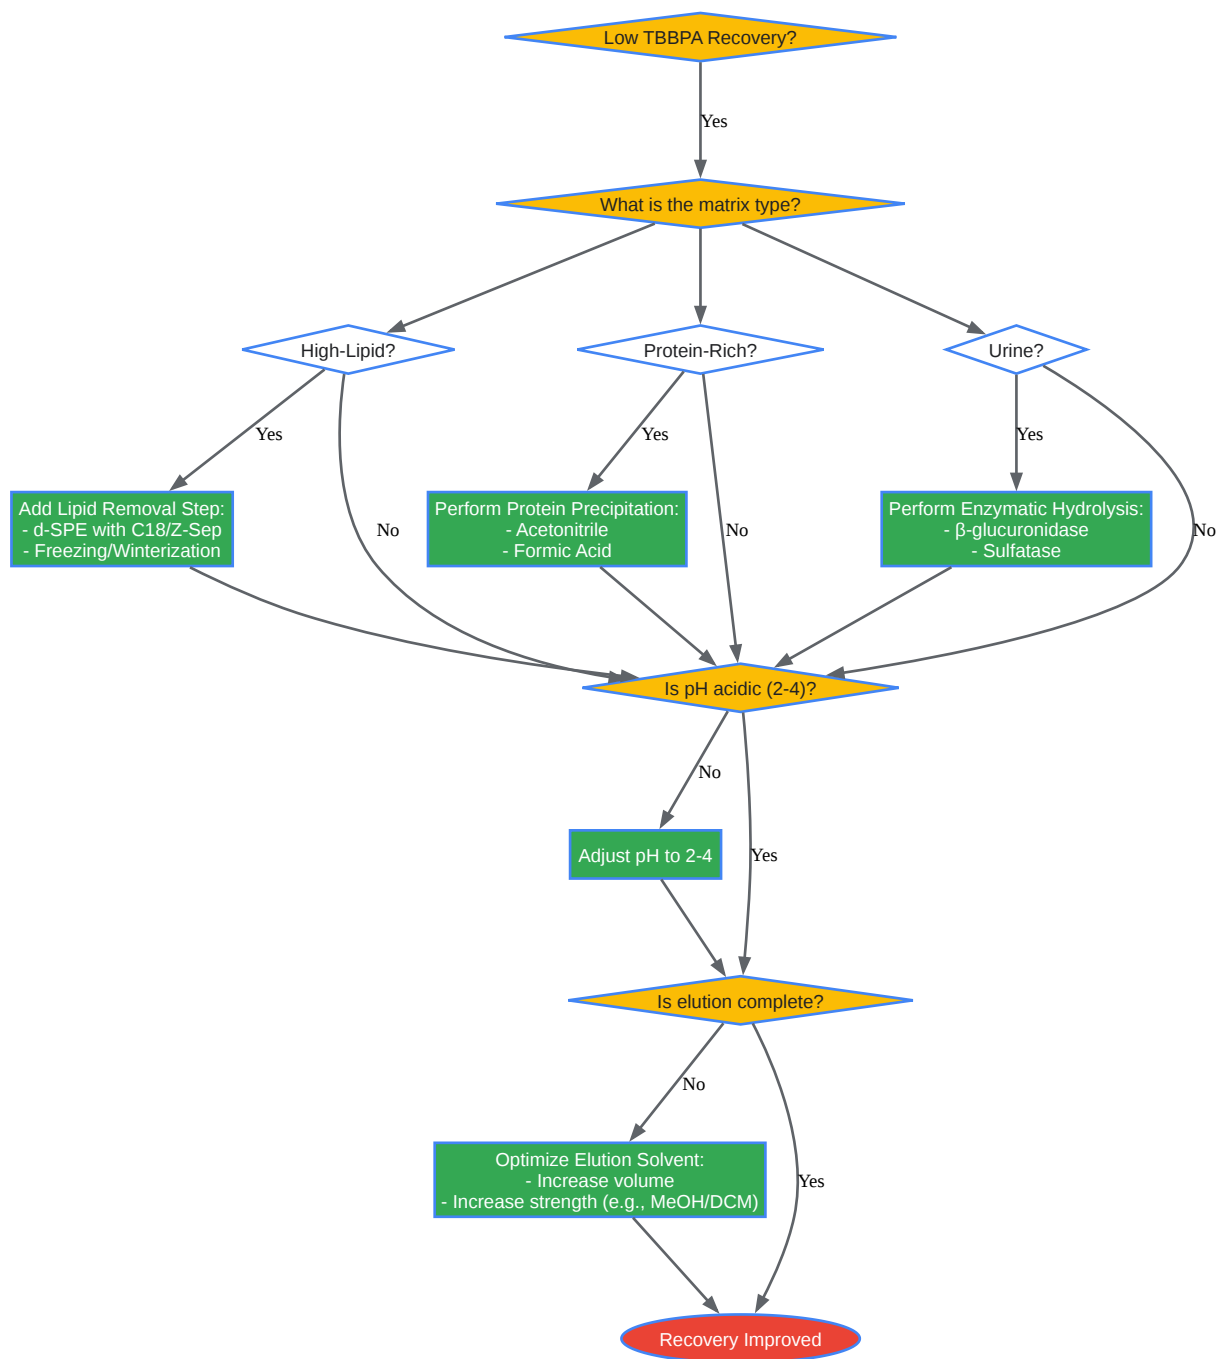 Low TBBPA Recovery?
Yes
What is the matrix type?
High-Lipid?
Protein-Rich?
Urine?
Yes
Yes
Yes
Add Lipid Removal Step:
- d-SPE with C18/Z-Sep
- Freezing/Winterization
No
Perform Protein Precipitation:
- Acetonitrile
- Formic Acid
No
Perform Enzymatic Hydrolysis:
- β-glucuronidase
- Sulfatase
No
Is pH acidic (2-4)?
No
Adjust pH to 2-4
Yes
Is elution complete?
No
Optimize Elution Solvent:
- Increase volume
- Increase strength (e.g., MeOH/DCM)
Yes
Recovery Improved